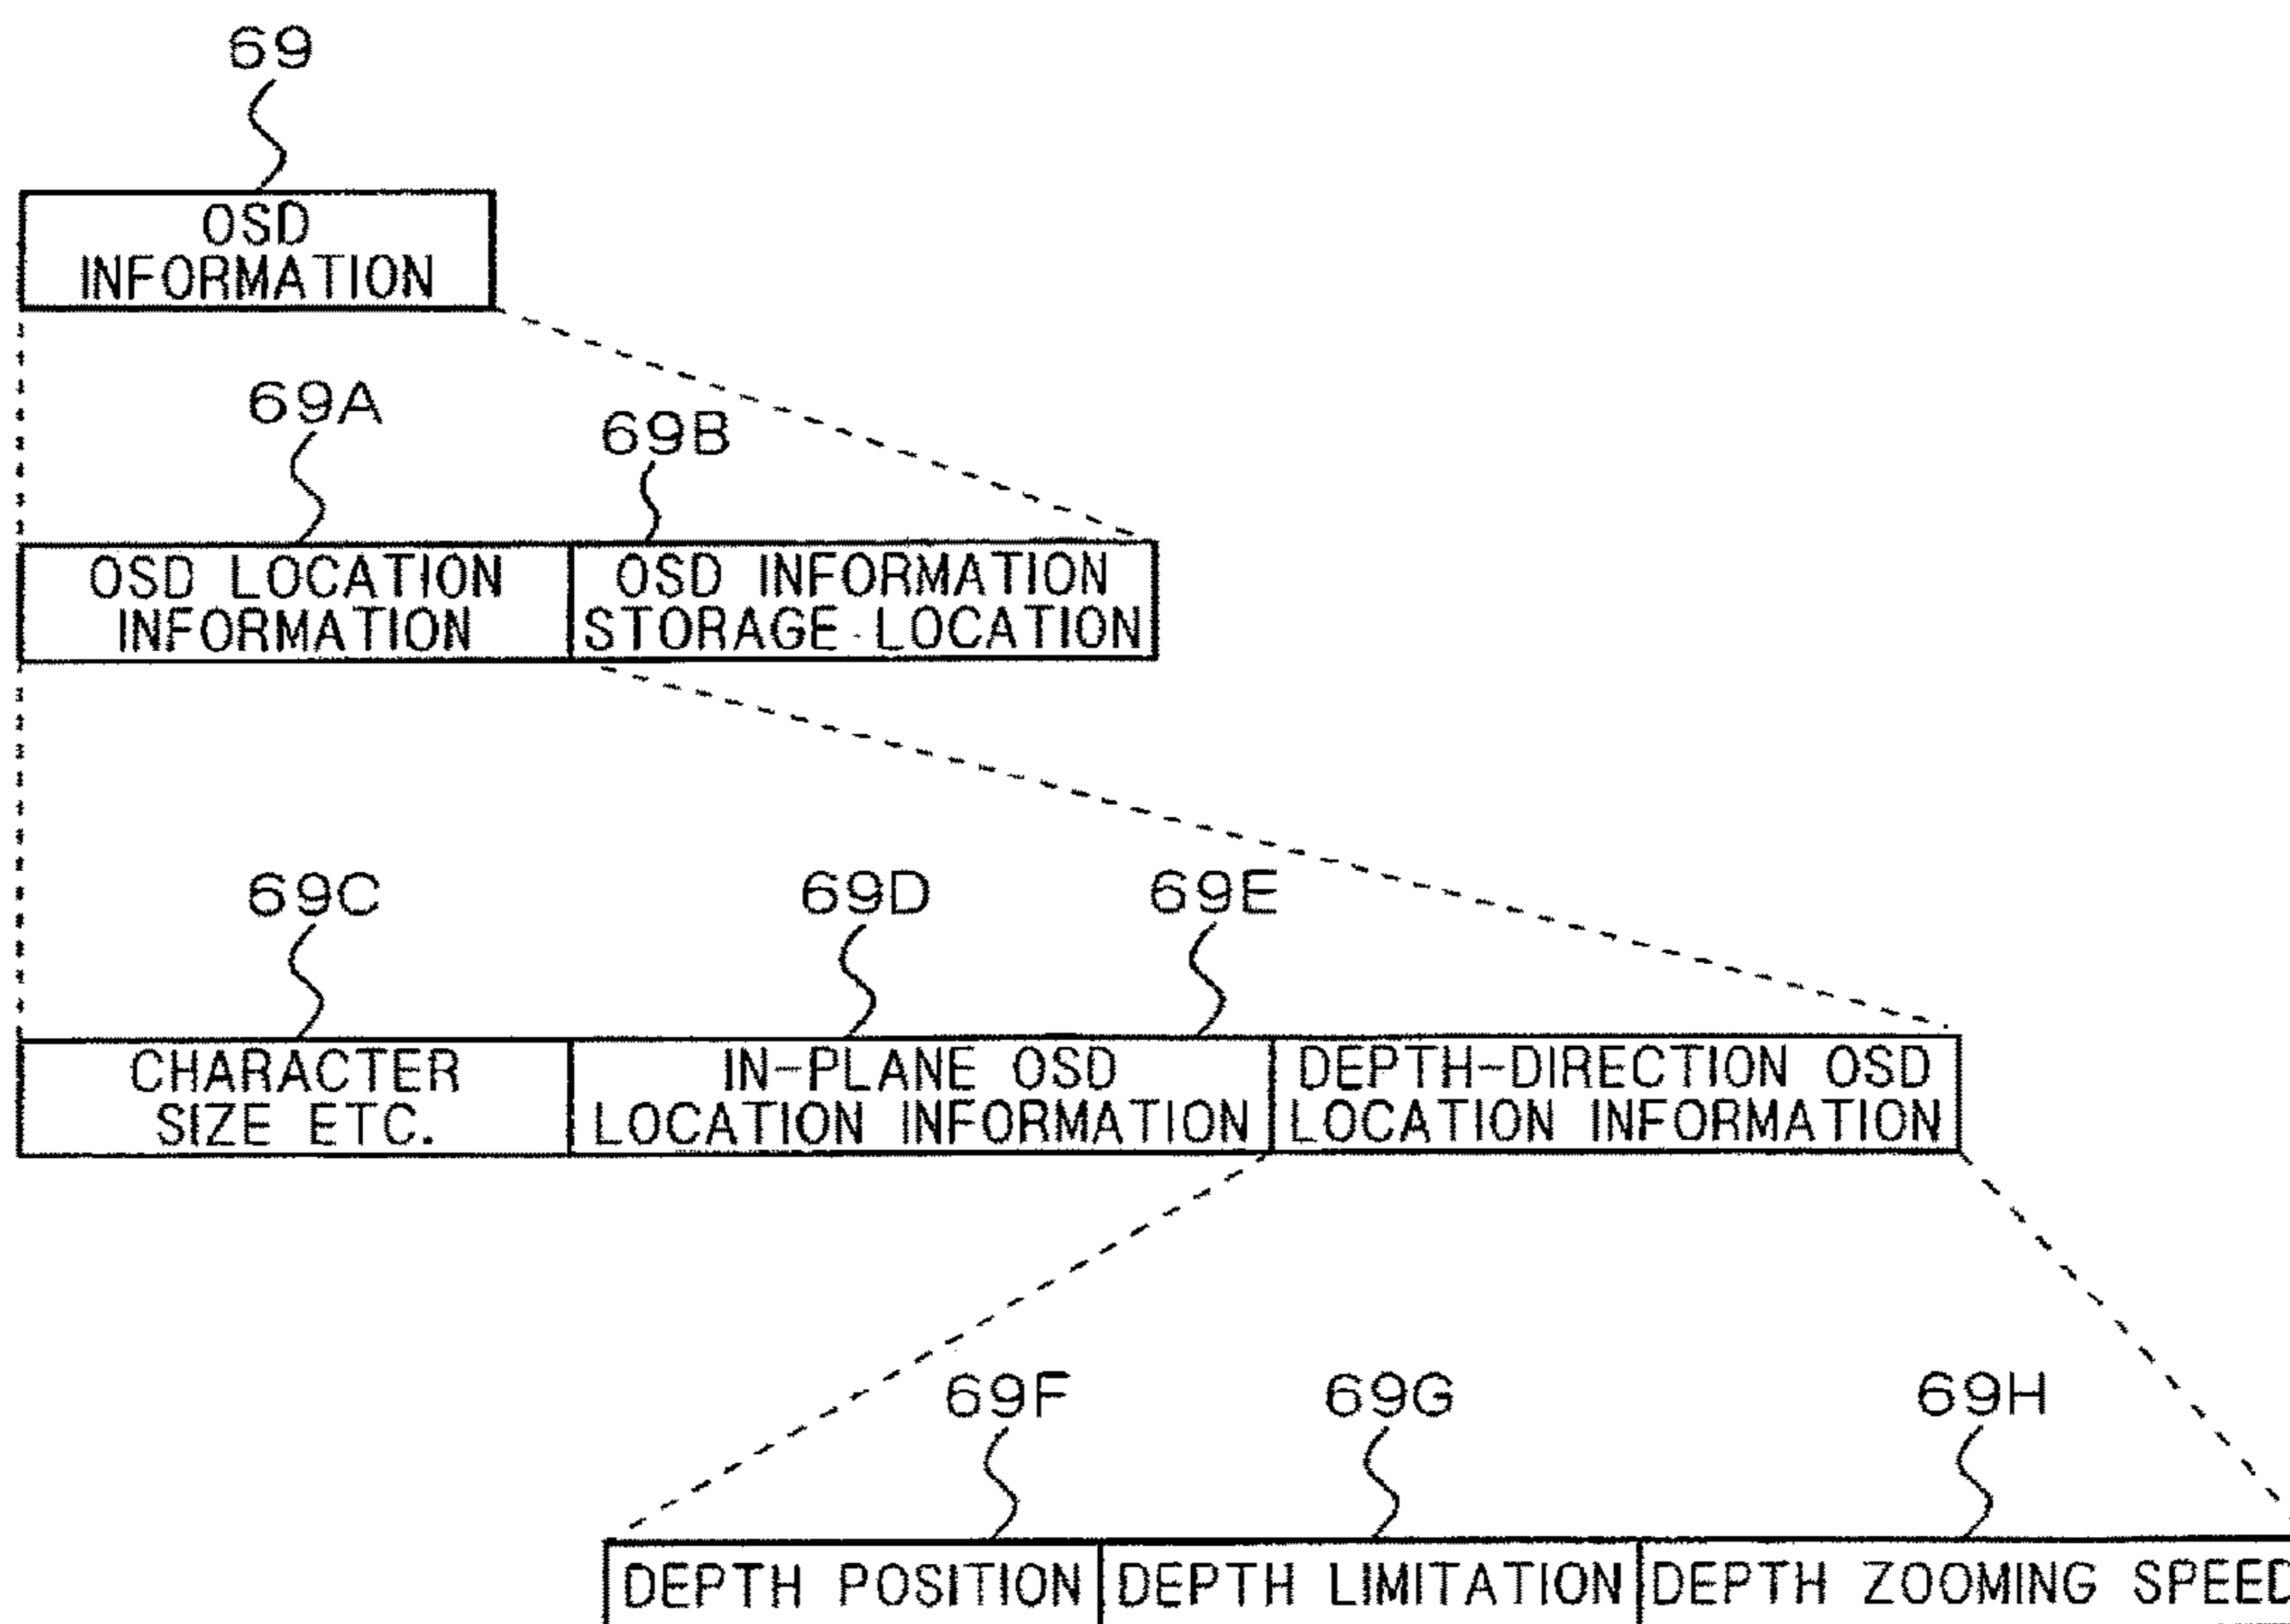 69
OSD
INFORMATION
69A
69B
OSD LOCATION
INFORMATION
OSD INFORMATION
STORAGE LOCATION
69C
69D
69E
CHARACTER
SIZE ETC.
IN-PLANE OSD
LOCATION INFORMATION
DEPTH-DIRECTION OSD
LOCATION INFORMATION
69F
69G
69H
DEPTH POSITION
DEPTH LIMITATION
DEPTH ZOOMING SPEED